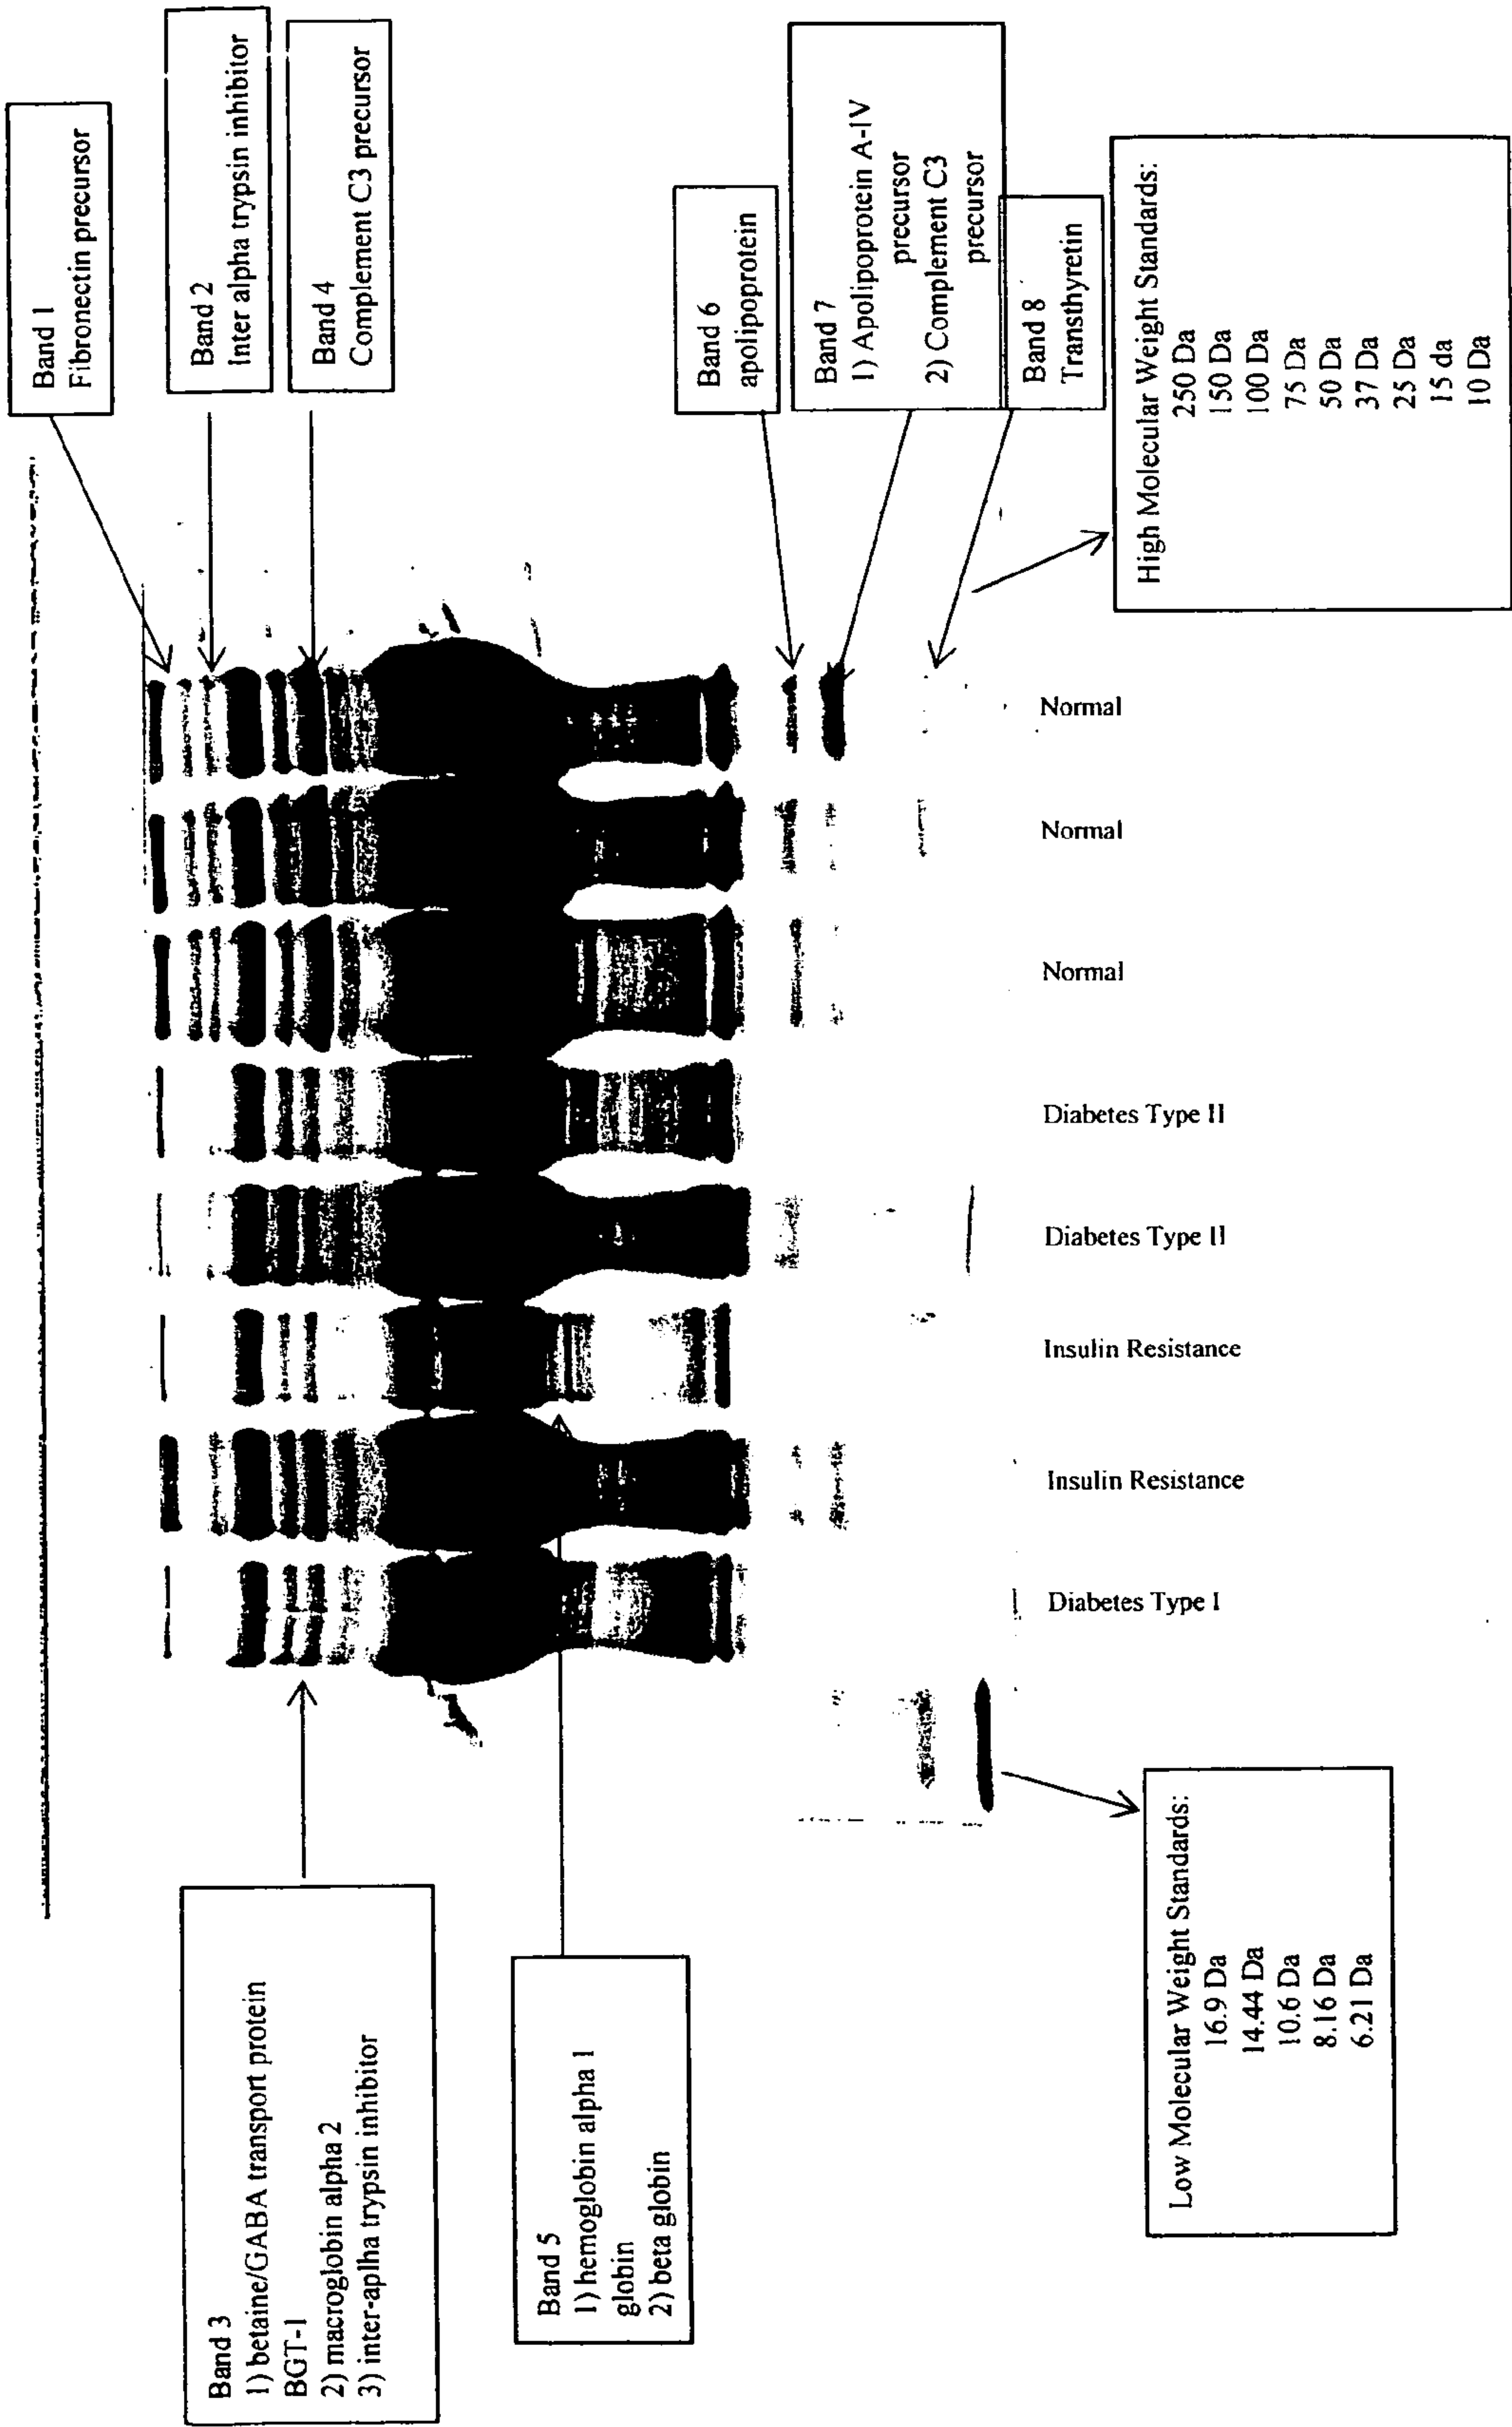 Band 1
Fibronectin precursor
Band 2
Inter alpha trypsin inhibitor
Band 4
Complement C3 precursor
Band 3
1) betaine/GABA transport protein
BGT-1
2) macroglobin alpha 2
3) inter-aplha trypsin inhibitor
Band 5
1) hemoglobin alpha 1
globin
2) beta globin
Band 6
apolipoprotein
Band 7
1) Apolipoprotein A-IV
precursor
2) Complement C3
precursor
Band 8
Transthyretin
Diabetes Type I
Insulin Resistance
Insulin Resistance
Diabetes Type II
Diabetes Type II
Normal
Normal
Normal
Low Molecular Weight Standards:
16.9 Da
14.44 Da
10.6 Da
8.16 Da
6.21 Da
High Molecular Weight Standards:
250 Da
150 Da
100 Da
75 Da
50 Da
37 Da
25 Da
15 da
10 Da